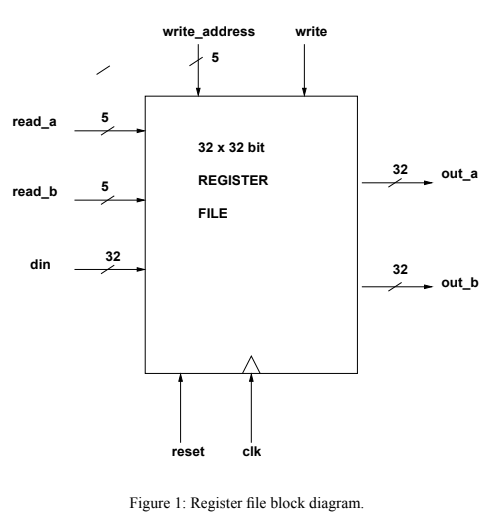 write_address
write
5
read_a
5
32 x 32 bit
32
out_a
REGISTER
read_b
5
FILE
din
32
32
out_b
reset
clk
Figure 1: Register file block diagram.